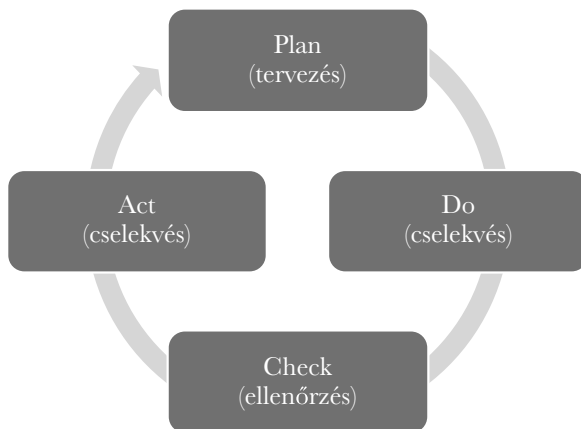 Plan
(tervezés)
Do
(cselekvés)
Check
(ellenőrzés)
Act
(cselekvés)